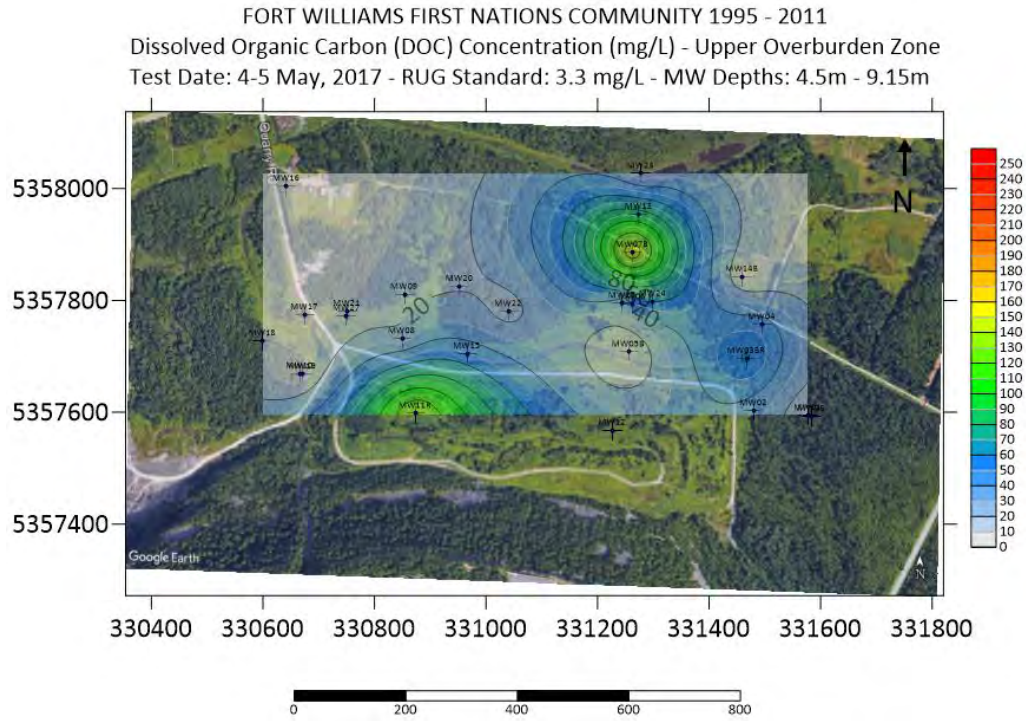 FORT WILLIAMS FIRST NATIONS COMMUNITY 1995 - 2011
Dissolved Organic Carbon (DOC) Concentration (mg/L) - Upper Overburden Zone
Test Date: 4-5 May, 2017 - RUG Standard: 3.3 mg/L - MW Depths: 4.5m - 9.15m
5358000
5357800
5357600
5357400
330400 330600 330800 331000 331200 331400 331600 331800
0 200 400 600 800
N
250
240
230
220
210
200
190
180
170
160
150
140
130
120
110
100
90
80
70
60
50
40
30
20
10
0
MW16
MW13
MW07B
MW14B
MW20
MW09
MW22
MW17
MW24
MW04
MW18
MW08
MW15
MW05B
MW11R
MW02
MW12
20
80
40
Google Earth
N